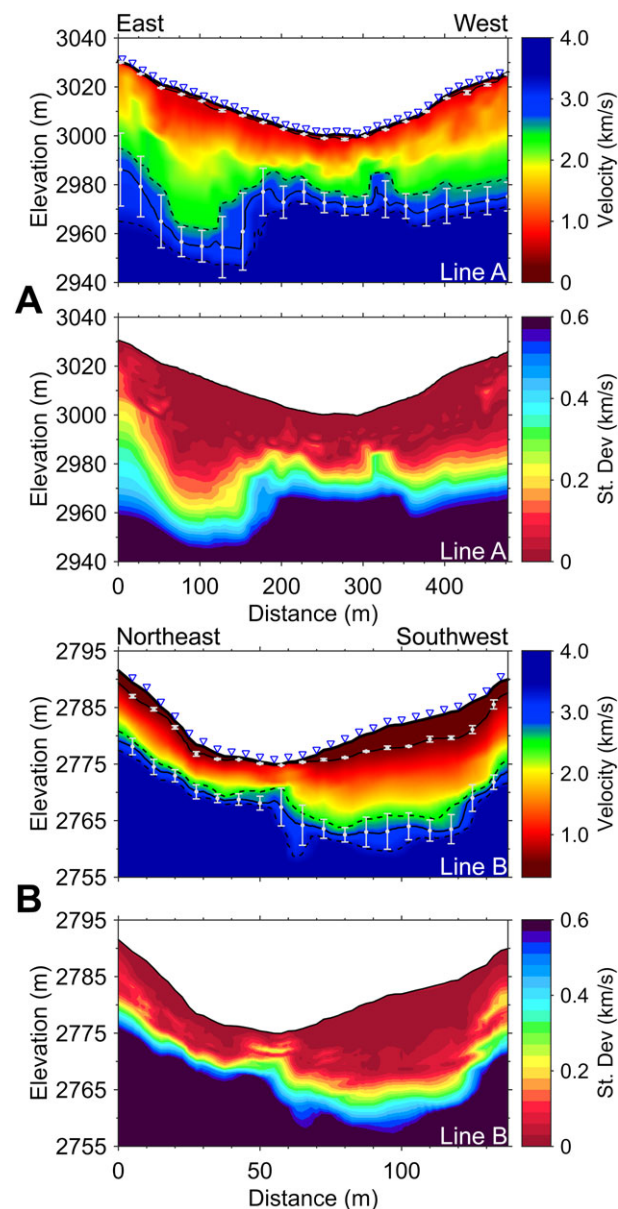 East West
3040
3020
3000
2980
2960
2940
Elevation (m)
Line A
4.0
3.0
2.0
1.0
0
Velocity (km/s)
A
3040
3020
3000
2980
2960
2940
Elevation (m)
Line A
0.6
0.4
0.2
0
St. Dev (km/s)
0 100 200 300 400
Distance (m)
Northeast Southwest
2795
2785
2775
2765
2755
Elevation (m)
Line B
4.0
3.0
2.0
1.0
Velocity (km/s)
B
2795
2785
2775
2765
2755
Elevation (m)
Line B
0.6
0.4
0.2
0
St. Dev (km/s)
0 50 100
Distance (m)